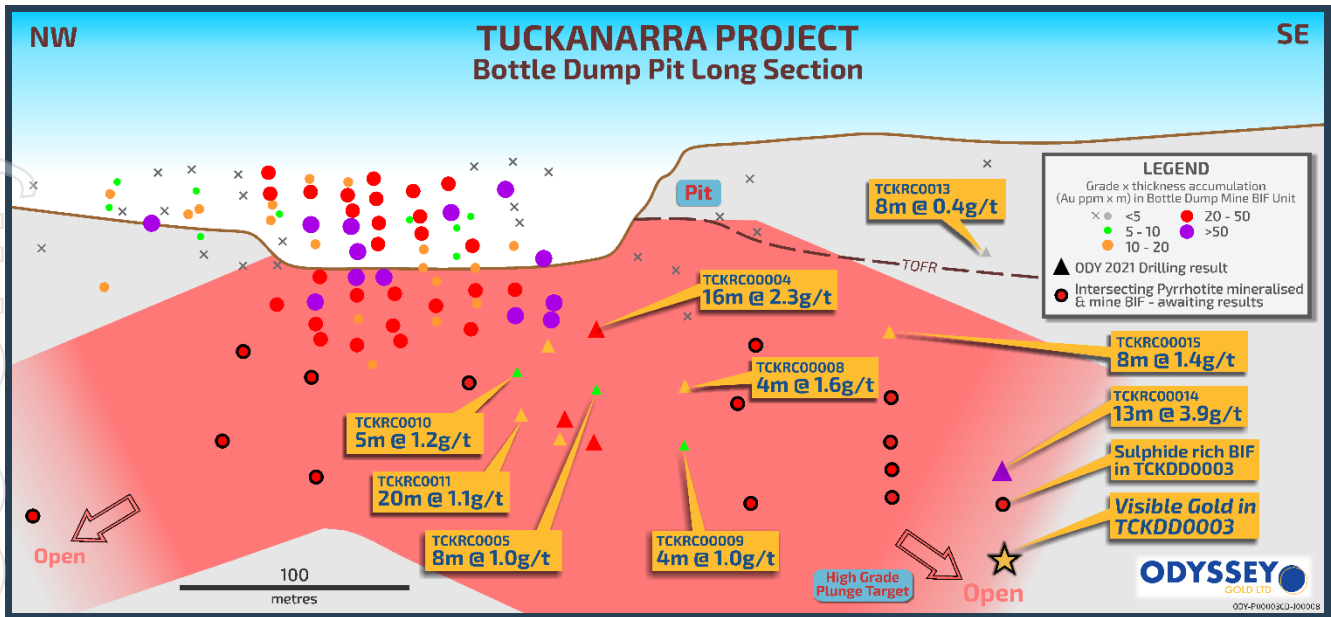 NW
TUCKANARRA PROJECT
SE
Bottle Dump Pit Long Section
LEGEND
Grade x thickness accumulation
(Au ppm x m) in Bottle Dump Mine BIF Unit
<5
20 - 50
5 - 10
>50
10 - 20
ODY 2021 Drilling result
Intersecting Pyrrhotite mineralised
& mine BIF - awaiting results
Pit
TCKRC0013
8m @ 0.4g/t
TOFR
TCKRC00004
16m @ 2.3g/t
TCKRC00015
8m @ 1.4g/t
TCKRC00008
4m @ 1.6g/t
TCKRC00014
13m @ 3.9g/t
TCKRC0010
5m @ 1.2g/t
Sulphide rich BIF
in TCKDD0003
TCKRC0011
20m @ 1.1g/t
Visible Gold in
TCKDD0003
TCKRC0005
8m @ 1.0g/t
TCKRC00009
4m @ 1.0g/t
Open
100
metres
High Grade
Plunge Target
Open
ODYSSEY
GOLD LTD